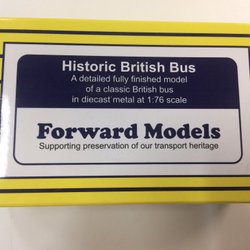 Historic British Bus
A detailed fully finished model
of a classic British bus
in diecast metal at 1:76 scale
Forward Models
Supporting preservation of our transport heritage